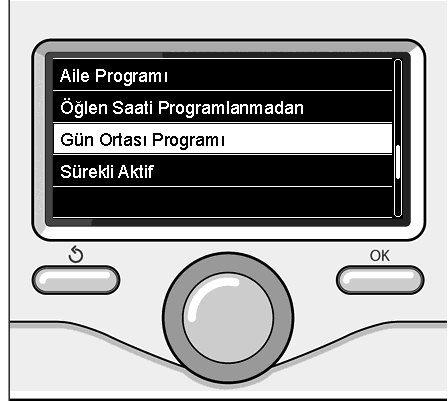 Aile Programı
Öğlen Saati Programlanmadan
Gün Ortası Programı
Sürekli Aktif
OK